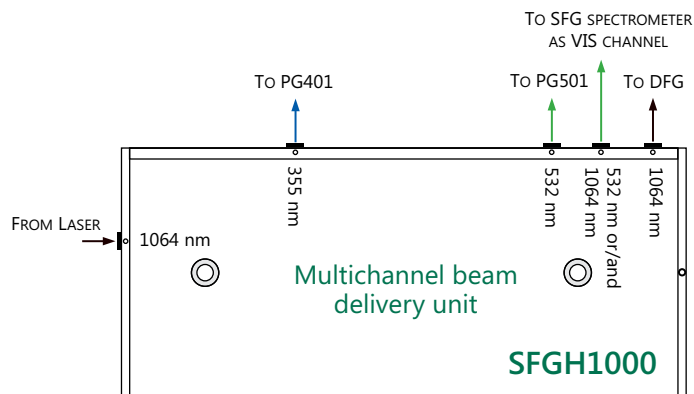 TO SFG SPECTROMETER
AS VIS CHANNEL
TO PG401
TO PG501
TO DFG
355 nm
532 nm
532 nm or/and
1064 nm
1064 nm
FROM LASER
1064 nm
Multichannel beam
delivery unit
SFGH1000